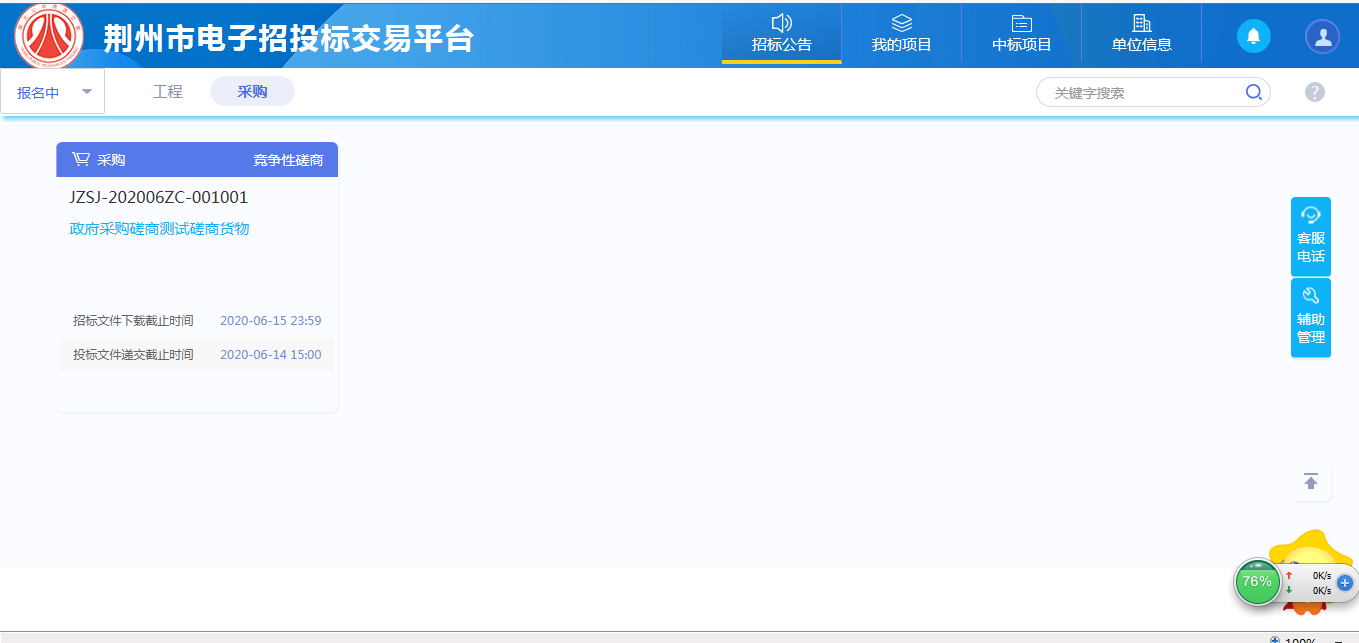 荆州市电子招投标交易平台
招标公告 我的项目 中标项目 单位信息
报名中 工程 采购 关键字搜索 ?
采购 竞争性磋商
JZSJ-202006ZC-001001
政府采购磋商测试磋商货物
招标文件下载截止时间 2020-06-15 23:59
投标文件递交截止时间 2020-06-14 15:00
客服
电话
辅助
管理
76% 0K/s
0K/s
100%